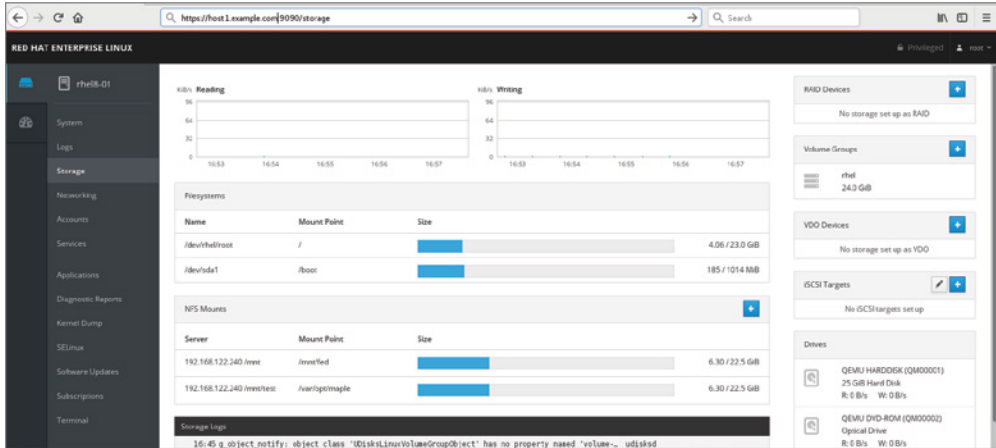 https://host1.example.com:9090/storage
Search
RED HAT ENTERPRISE LINUX
Privileged
root
rhel8-01
System
Logs
Storage
Networking
Accounts
Services
Applications
Diagnostic Reports
Kernel Dump
SELinux
Software Updates
Subscriptions
Terminal
KiB/s Reading
96
64
32
0
16:53 16:54 16:55 16:56 16:57
KiB/s Writing
96
64
32
0
16:53 16:54 16:55 16:56 16:57
Filesystems
Name Mount Point Size
/dev/rhel/root / 4.06 / 23.0 GiB
/dev/sda1 /boot 185 / 1014 MiB
NFS Mounts
Server Mount Point Size
192.168.122.240 /mnt /mnt/fed 6.30 / 22.5 GiB
192.168.122.240 /mnt/test /var/opt/maple 6.30 / 22.5 GiB
Storage Logs
16:45 g_object_notify: object class 'UDisksLinuxVolumeGroupObject' has no property named 'volume-… udisksd
RAID Devices
No storage set up as RAID
Volume Groups
rhel
24.0 GiB
VDO Devices
No storage set up as VDO
iSCSI Targets
No iSCSI targets set up
Drives
QEMU HARDDISK (QM00001)
25 GiB Hard Disk
R: 0 B/s W: 0 B/s
QEMU DVD-ROM (QM00002)
Optical Drive
R: 0 B/s W: 0 B/s